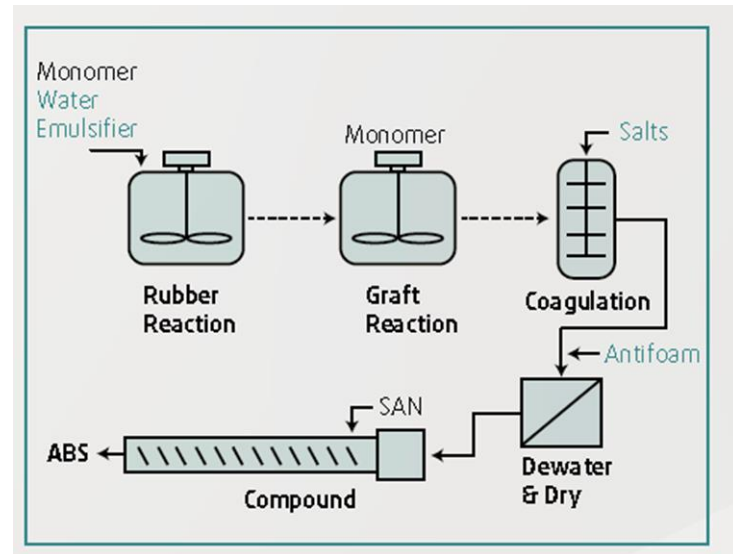 Monomer
Water
Emulsifier
Monomer
Salts
Rubber
Reaction
Graft
Reaction
Coagulation
Antifoam
SAN
ABS
Dewater
& Dry
Compound